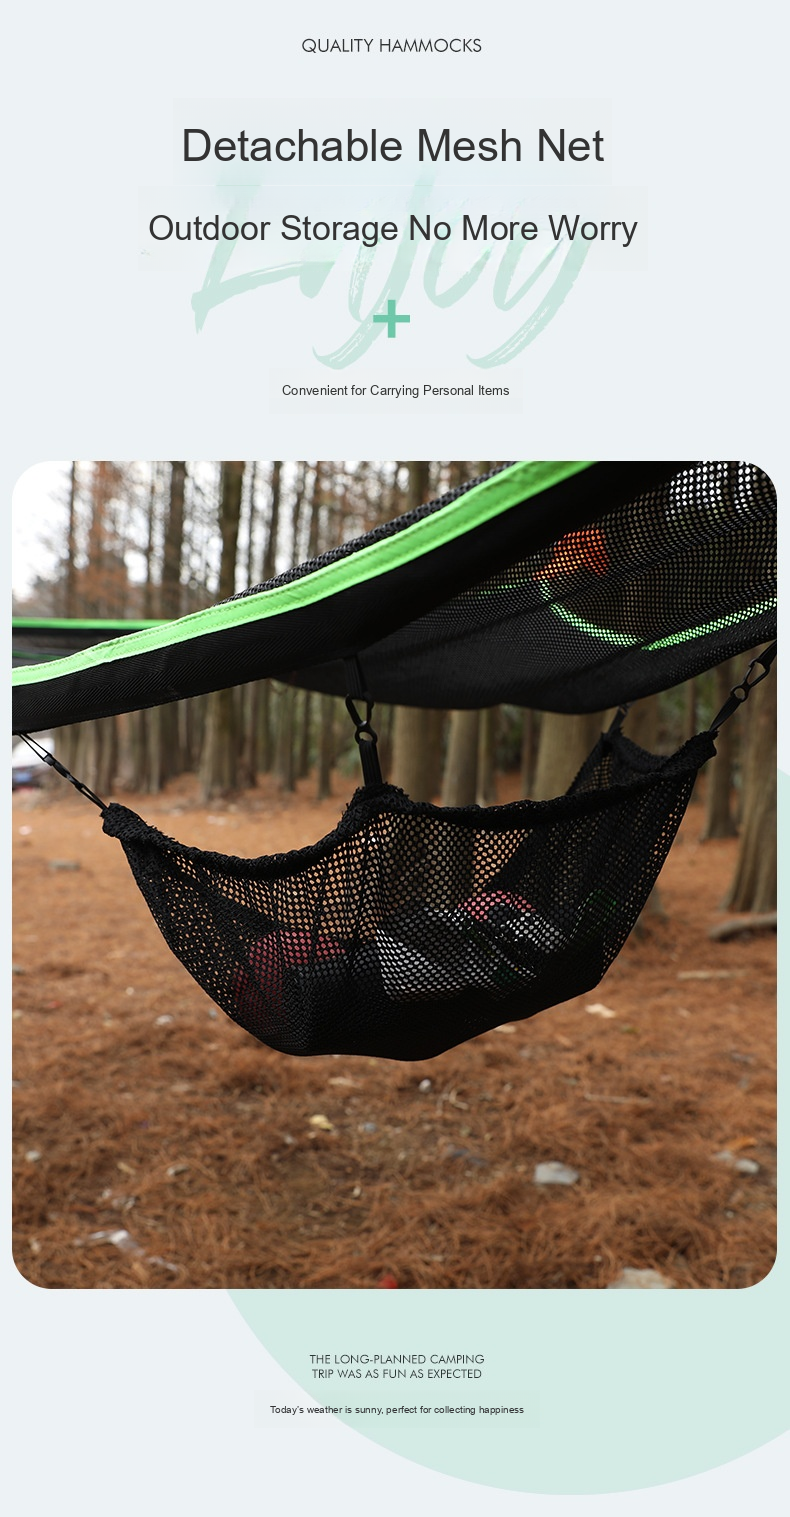 QUALITY HAMMOCKS
Detachable Mesh Net
Enjoy
Outdoor Storage No More Worry
+
Convenient for Carrying Personal Items
THE LONG-PLANNED CAMPING
TRIP WAS AS FUN AS EXPECTED
Today's weather is sunny, perfect for collecting happiness